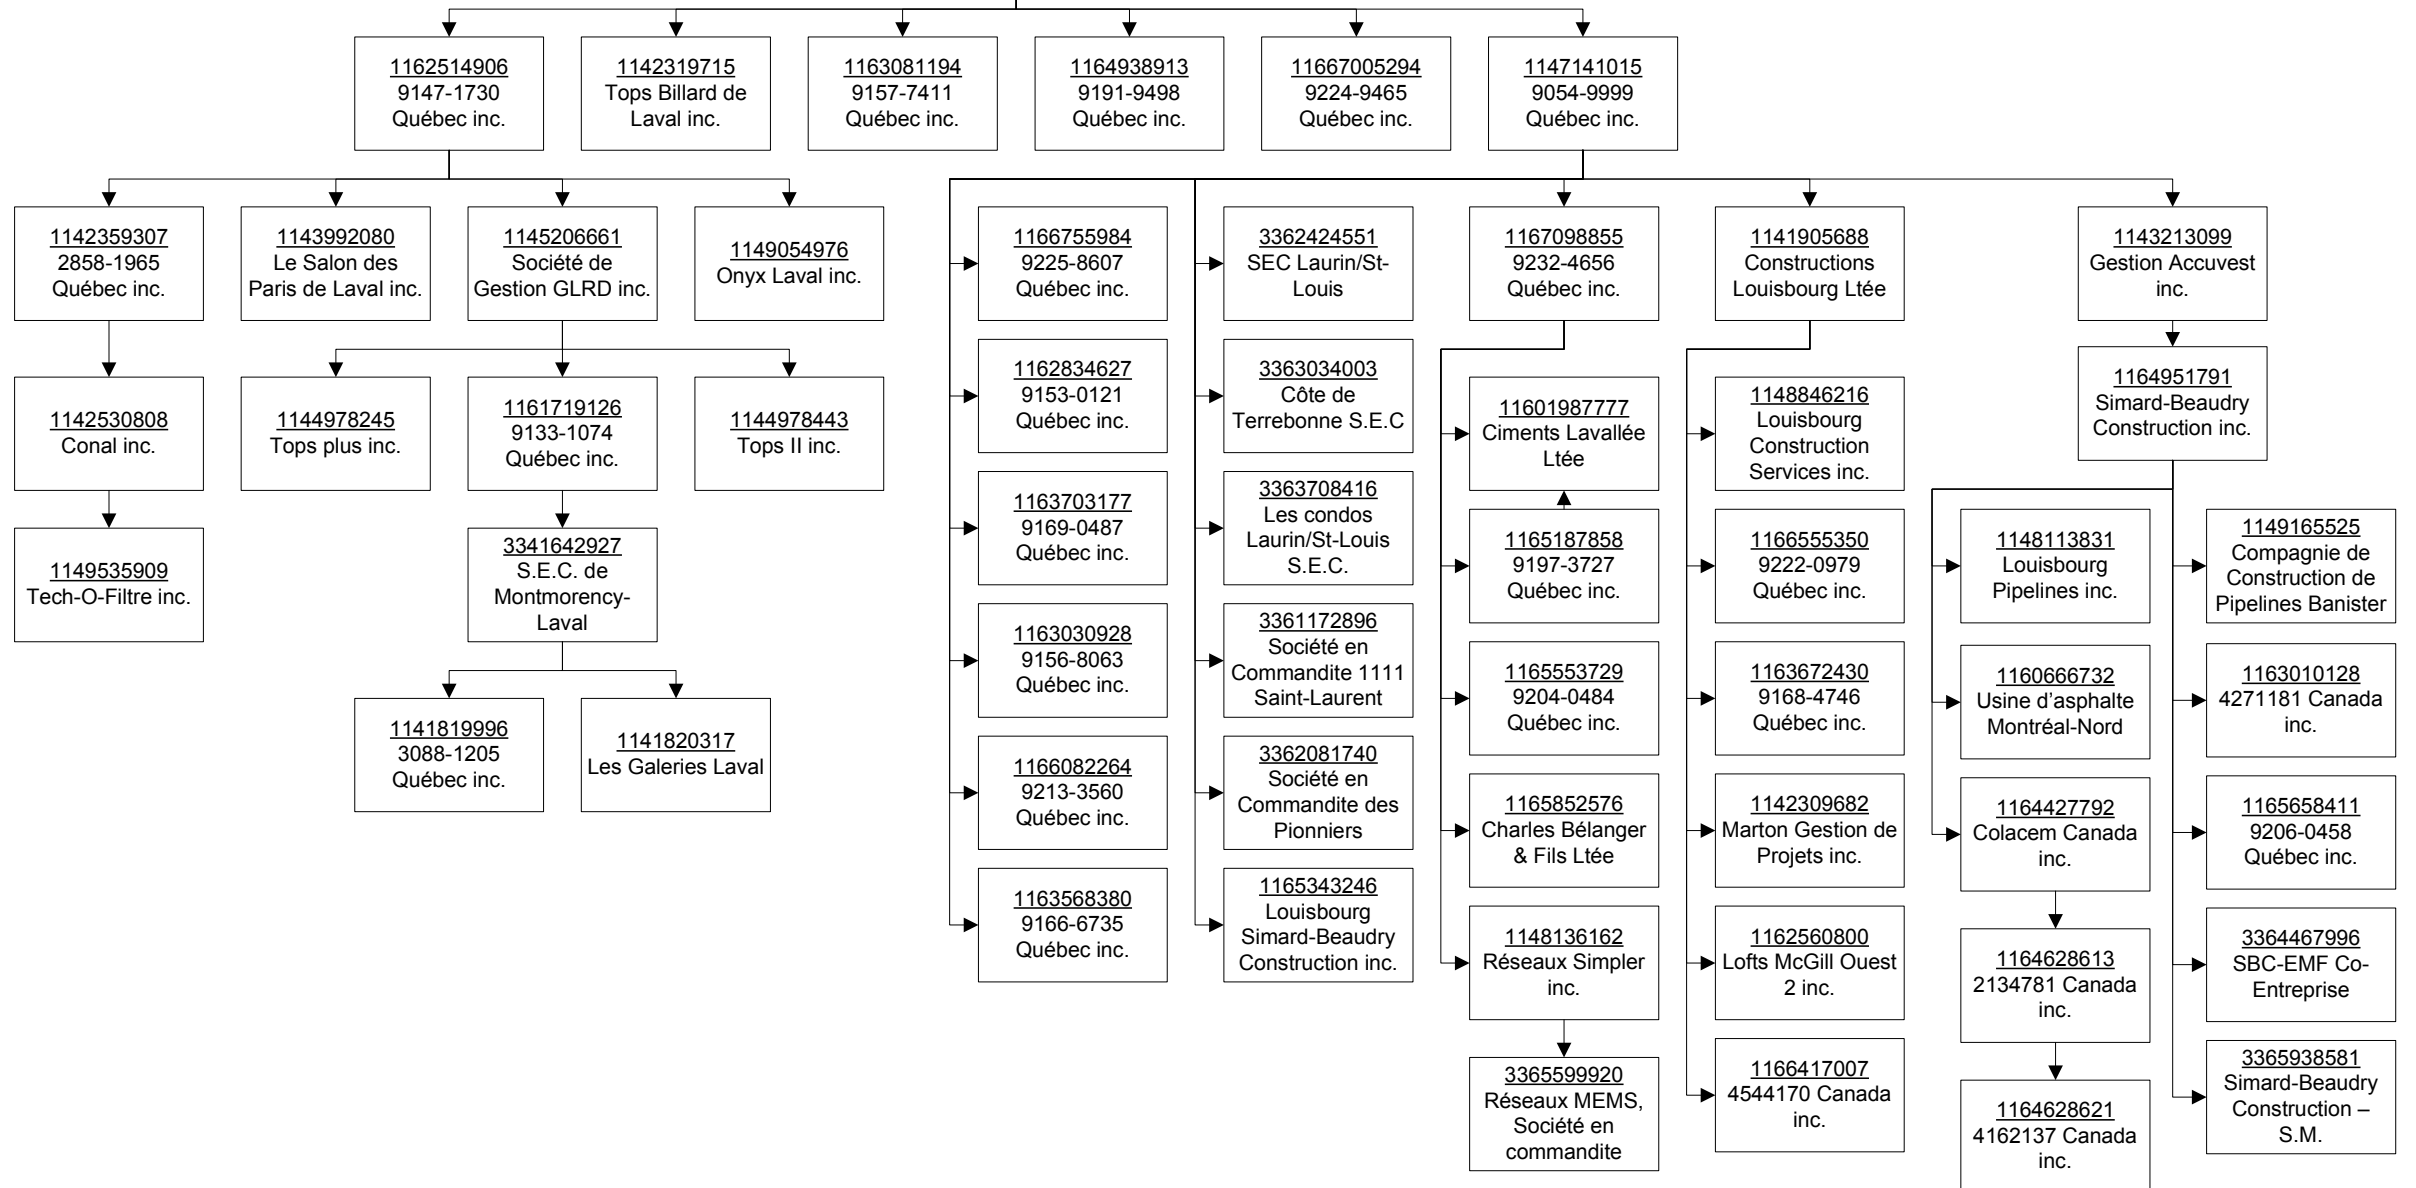 1162514906
9147-1730
Québec inc.
1142319715
Tops Billard de
Laval inc.
1163081194
9157-7411
Québec inc.
1164938913
9191-9498
Québec inc.
11667005294
9224-9465
Québec inc.
1147141015
9054-9999
Québec inc.
1142359307
2858-1965
Québec inc.
1143992080
Le Salon des
Paris de Laval inc.
1145206661
Société de
Gestion GLRD inc.
1149054976
Onyx Laval inc.
1142530808
Conal inc.
1144978245
Tops plus inc.
1161719126
9133-1074
Québec inc.
1144978443
Tops II inc.
1149535909
Tech-O-Filtre inc.
3341642927
S.E.C. de
Montmorency-
Laval
1141819996
3088-1205
Québec inc.
1141820317
Les Galeries Laval
1166755984
9225-8607
Québec inc.
1162834627
9153-0121
Québec inc.
1163703177
9169-0487
Québec inc.
1163030928
9156-8063
Québec inc.
1166082264
9213-3560
Québec inc.
1163568380
9166-6735
Québec inc.
3362424551
SEC Laurin/St-
Louis
3363034003
Côte de
Terrebonne S.E.C
3363708416
Les condos
Laurin/St-Louis
S.E.C.
3361172896
Société en
Commandite 1111
Saint-Laurent
3362081740
Société en
Commandite des
Pionniers
1165343246
Louisbourg
Simard-Beaudry
Construction inc.
1167098855
9232-4656
Québec inc.
11601987777
Ciments Lavallée
Ltée
1165187858
9197-3727
Québec inc.
1165553729
9204-0484
Québec inc.
1165852576
Charles Bélanger
& Fils Ltée
1148136162
Réseaux Simpler
inc.
3365599920
Réseaux MEMS,
Société en
commandite
1141905688
Constructions
Louisbourg Ltée
1148846216
Louisbourg
Construction
Services inc.
1166555350
9222-0979
Québec inc.
1163672430
9168-4746
Québec inc.
1142309682
Marton Gestion de
Projets inc.
1162560800
Lofts McGill Ouest
2 inc.
1166417007
4544170 Canada
inc.
1143213099
Gestion Accuvest
inc.
1164951791
Simard-Beaudry
Construction inc.
1148113831
Louisbourg
Pipelines inc.
1160666732
Usine d’asphalte
Montréal-Nord
1164427792
Colacem Canada
inc.
1164628613
2134781 Canada
inc.
1164628621
4162137 Canada
inc.
1149165525
Compagnie de
Construction de
Pipelines Banister
1163010128
4271181 Canada
inc.
1165658411
9206-0458
Québec inc.
3364467996
SBC-EMF Co-
Entreprise
3365938581
Simard-Beaudry
Construction –
S.M.